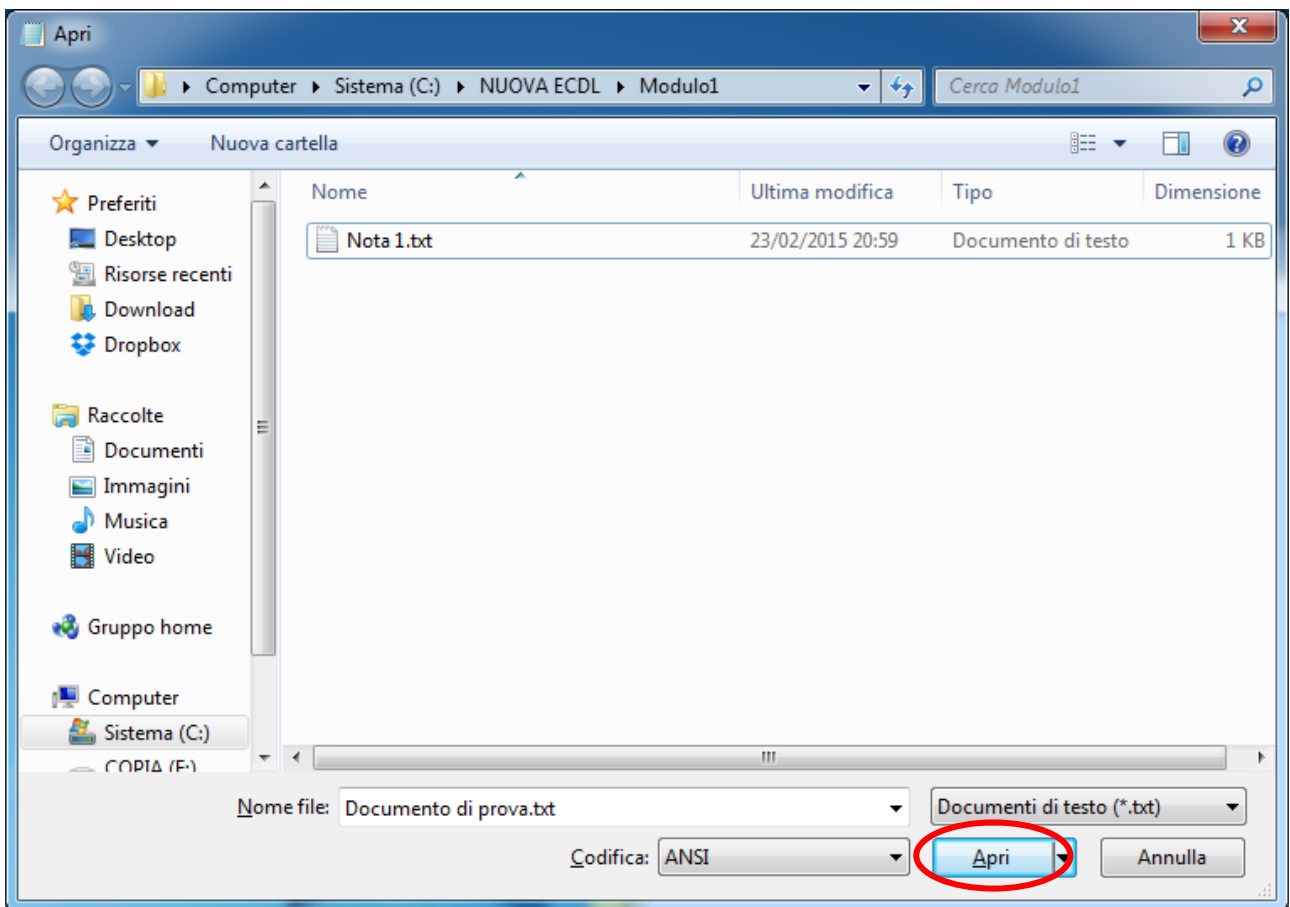 Apri
Computer Sistema (C:) NUOVA ECDL Modulo1 Cerca Modulo1
Organizza Nuova cartella
Nome Ultima modifica Tipo Dimensione
Nota 1.txt 23/02/2015 20:59 Documento di testo 1 KB
Preferiti
Desktop
Risorse recenti
Download
Dropbox
Raccolte
Documenti
Immagini
Musica
Video
Gruppo home
Computer
Sistema (C:)
COPIA (F:)
Nome file: Documento di prova.txt Documenti di testo (*.txt)
Codifica: ANSI Apri Annulla